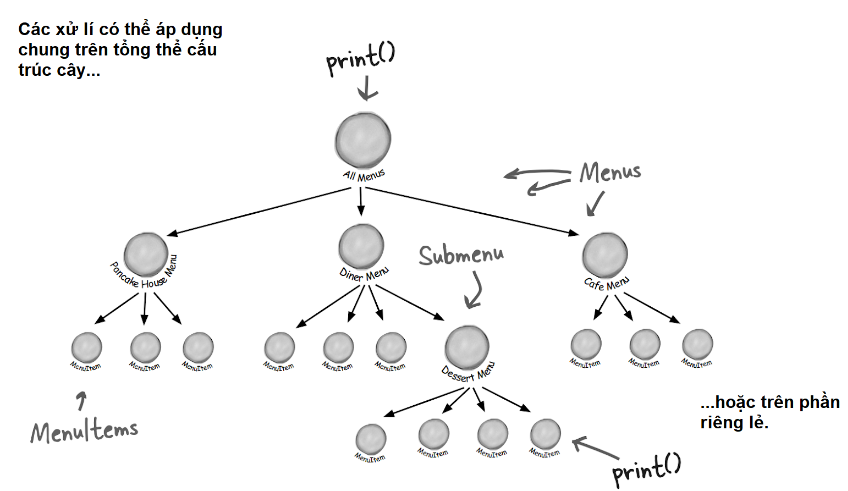 Các xử lí có thể áp dụng
chung trên tổng thể cấu
trúc cây...
print()
All Menus
Menus
Pancake House Menu
Diner Menu
Submenu
Cafe Menu
MenuItem
MenuItem
MenuItem
MenuItem
MenuItem
MenuItem
Dessert Menu
MenuItem
MenuItem
MenuItem
MenuItems
...hoặc trên phần
riêng lẻ.
MenuItem
MenuItem
MenuItem
MenuItem
print()